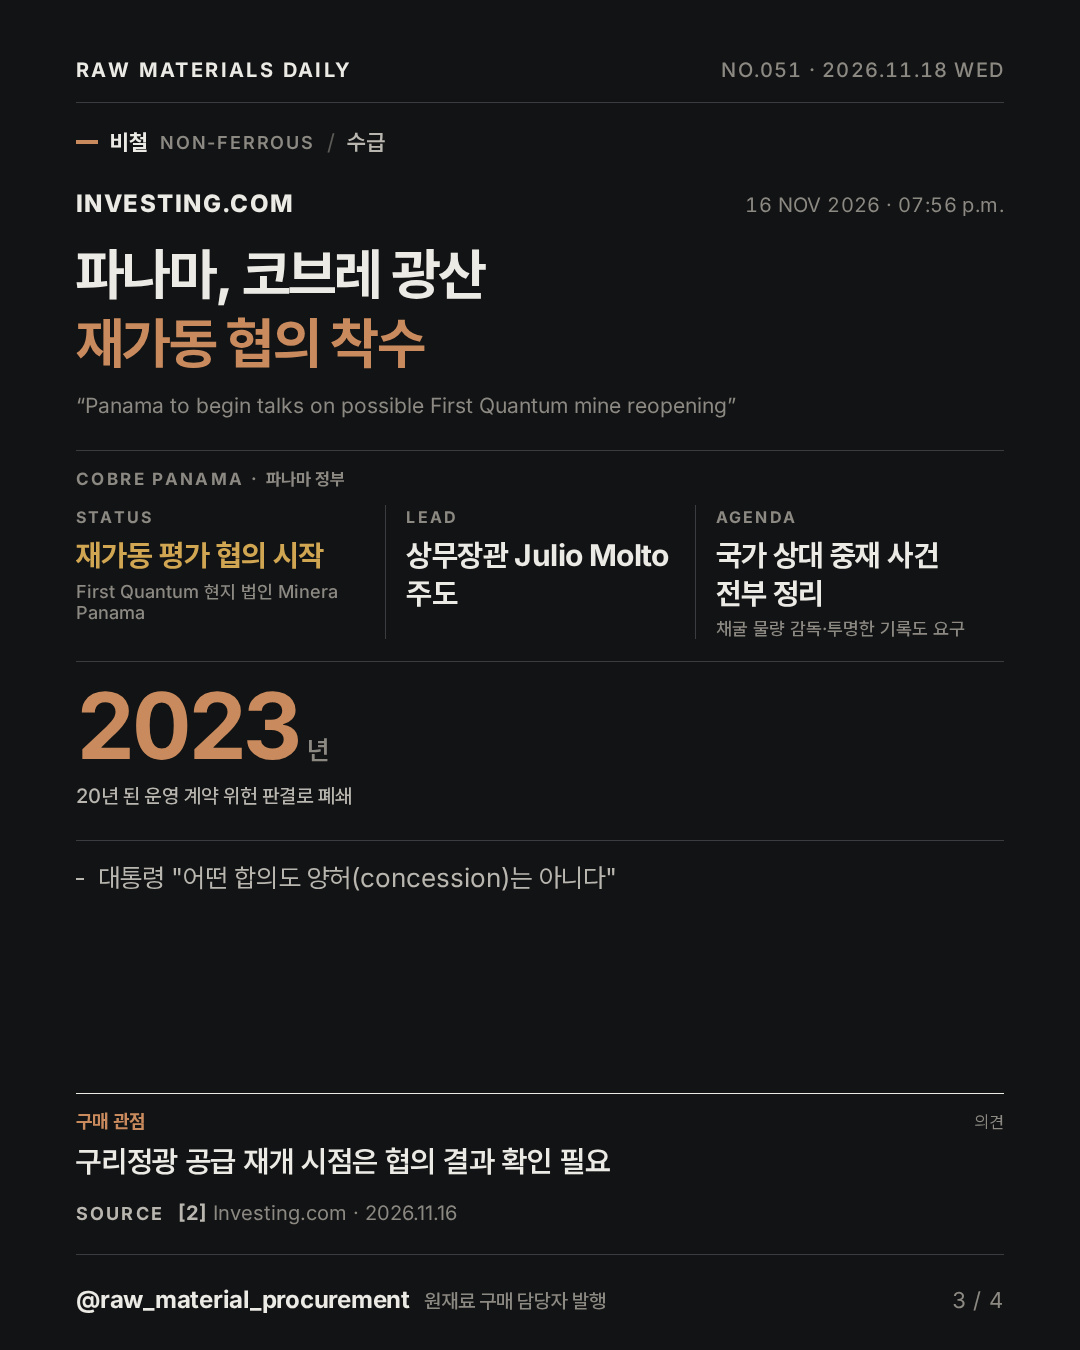 RAW MATERIALS DAILY
NO.051 · 2026.11.18 WED
비철 NON-FERROUS / 수급
INVESTING.COM
16 NOV 2026 · 07:56 p.m.
파나마, 코브레 광산
재가동 협의 착수
“Panama to begin talks on possible First Quantum mine reopening”
COBRE PANAMA · 파나마 정부
STATUS
재가동 평가 협의 시작
First Quantum 현지 법인 Minera
Panama
LEAD
상무장관 Julio Molto
주도
AGENDA
국가 상대 중재 사건
전부 정리
채굴 물량 감독·투명한 기록도 요구
2023 년
20년 된 운영 계약 위헌 판결로 폐쇄
- 대통령 "어떤 합의도 양허(concession)는 아니다"
구매 관점
의견
구리정광 공급 재개 시점은 협의 결과 확인 필요
SOURCE [2] Investing.com · 2026.11.16
@raw_material_procurement 원재료 구매 담당자 발행
3 / 4